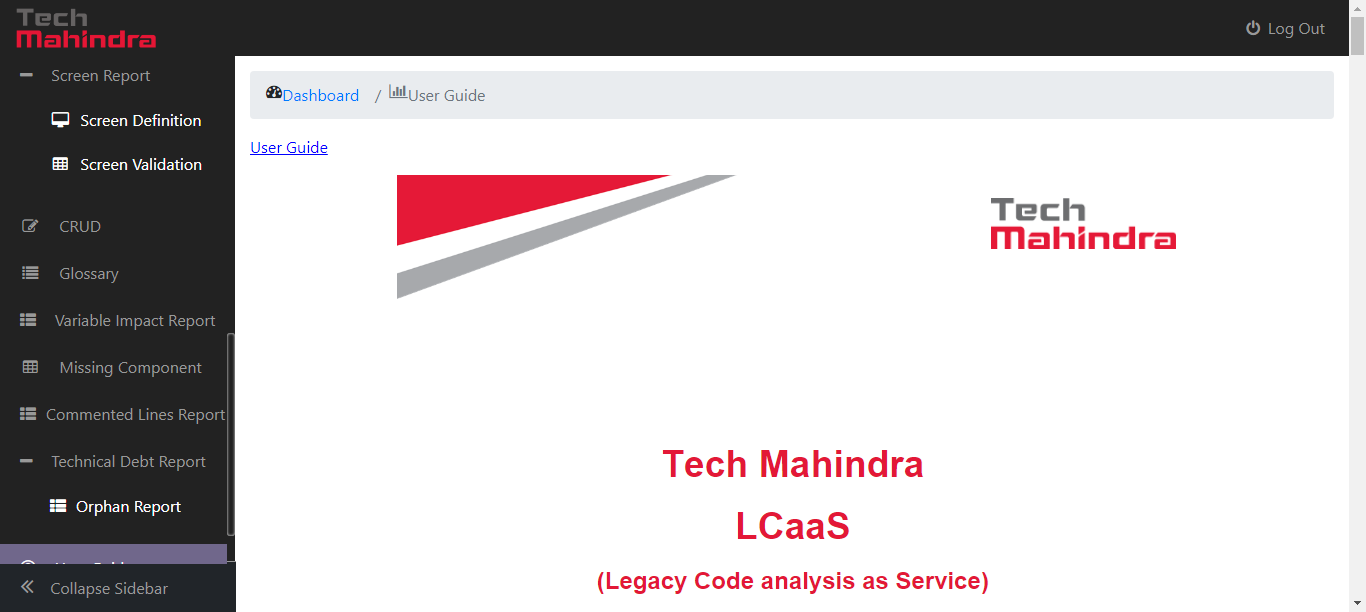 Tech
Mahindra
Log Out
Screen Report
Screen Definition
Screen Validation
CRUD
Glossary
Variable Impact Report
Missing Component
Commented Lines Report
Technical Debt Report
Orphan Report
Collapse Sidebar
Dashboard / User Guide
User Guide
Tech
Mahindra
Tech Mahindra
LCaaS
(Legacy Code analysis as Service)